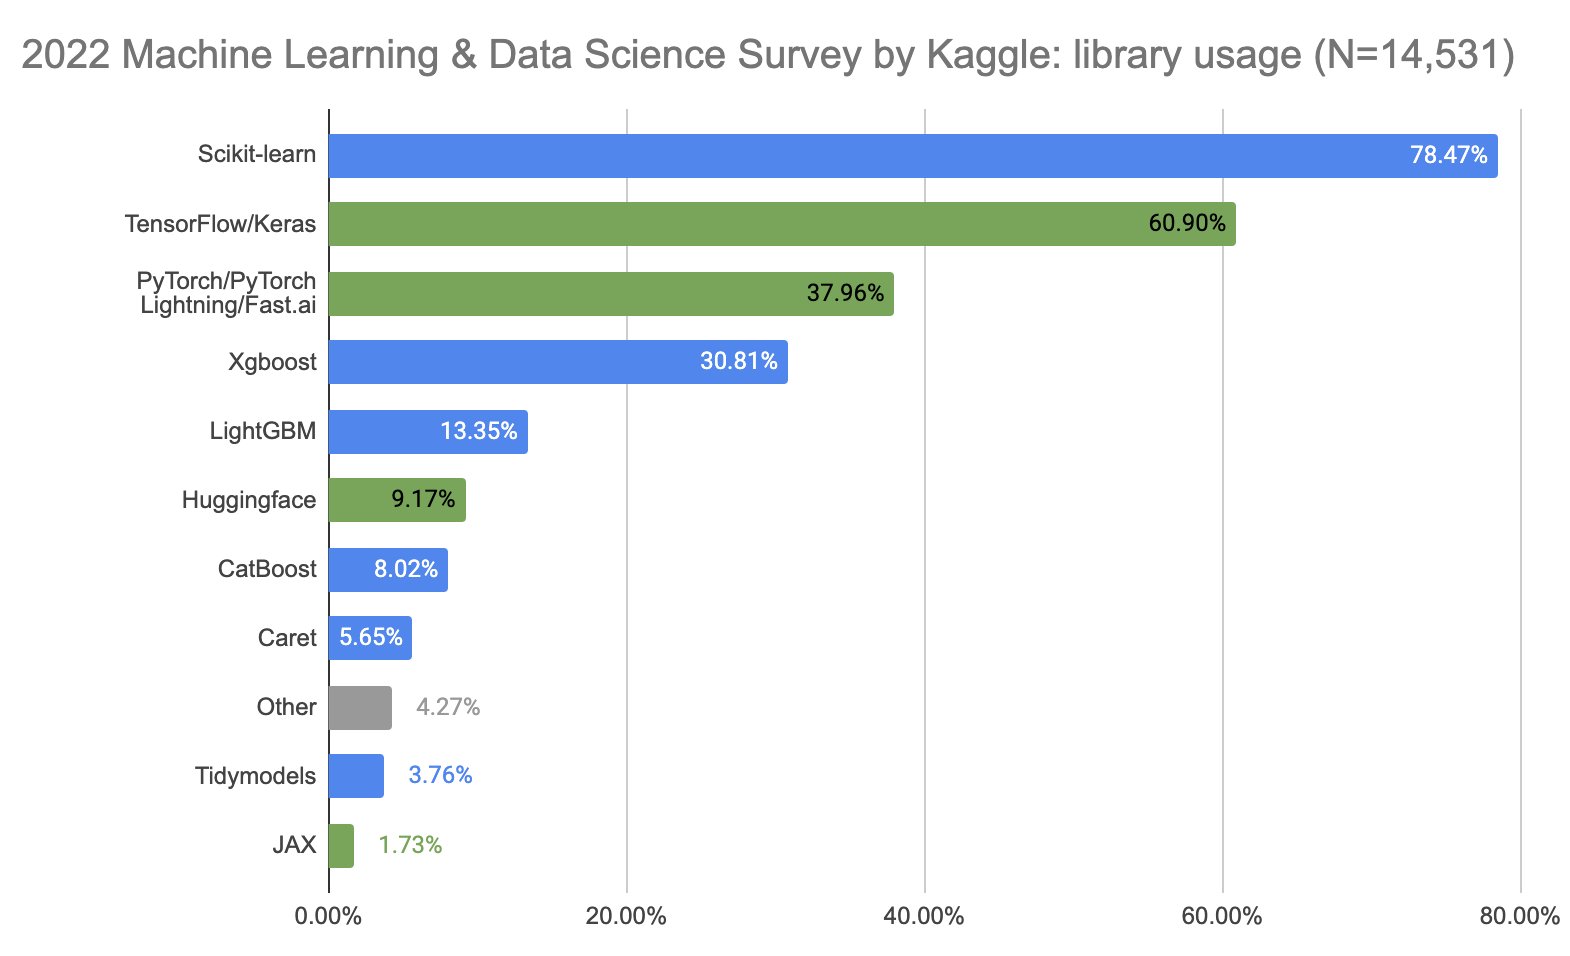 2022 Machine Learning & Data Science Survey by Kaggle: library usage (N=14,531)
Scikit-learn
78.47%
TensorFlow/Keras
60.90%
PyTorch/PyTorch
Lightning/Fast.ai
37.96%
Xgboost
30.81%
LightGBM
13.35%
Huggingface
9.17%
CatBoost
8.02%
Caret
5.65%
Other
4.27%
Tidymodels
3.76%
JAX
1.73%
0.00%
20.00%
40.00%
60.00%
80.00%